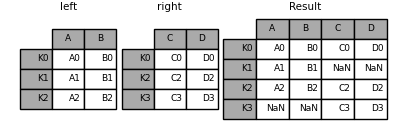 left right Result
A B
K0 A0 B0
K1 A1 B1
K2 A2 B2
C D
K0 C0 D0
K2 C2 D2
K3 C3 D3
A B C D
K0 A0 B0 C0 D0
K1 A1 B1 NaN NaN
K2 A2 B2 C2 D2
K3 NaN NaN C3 D3